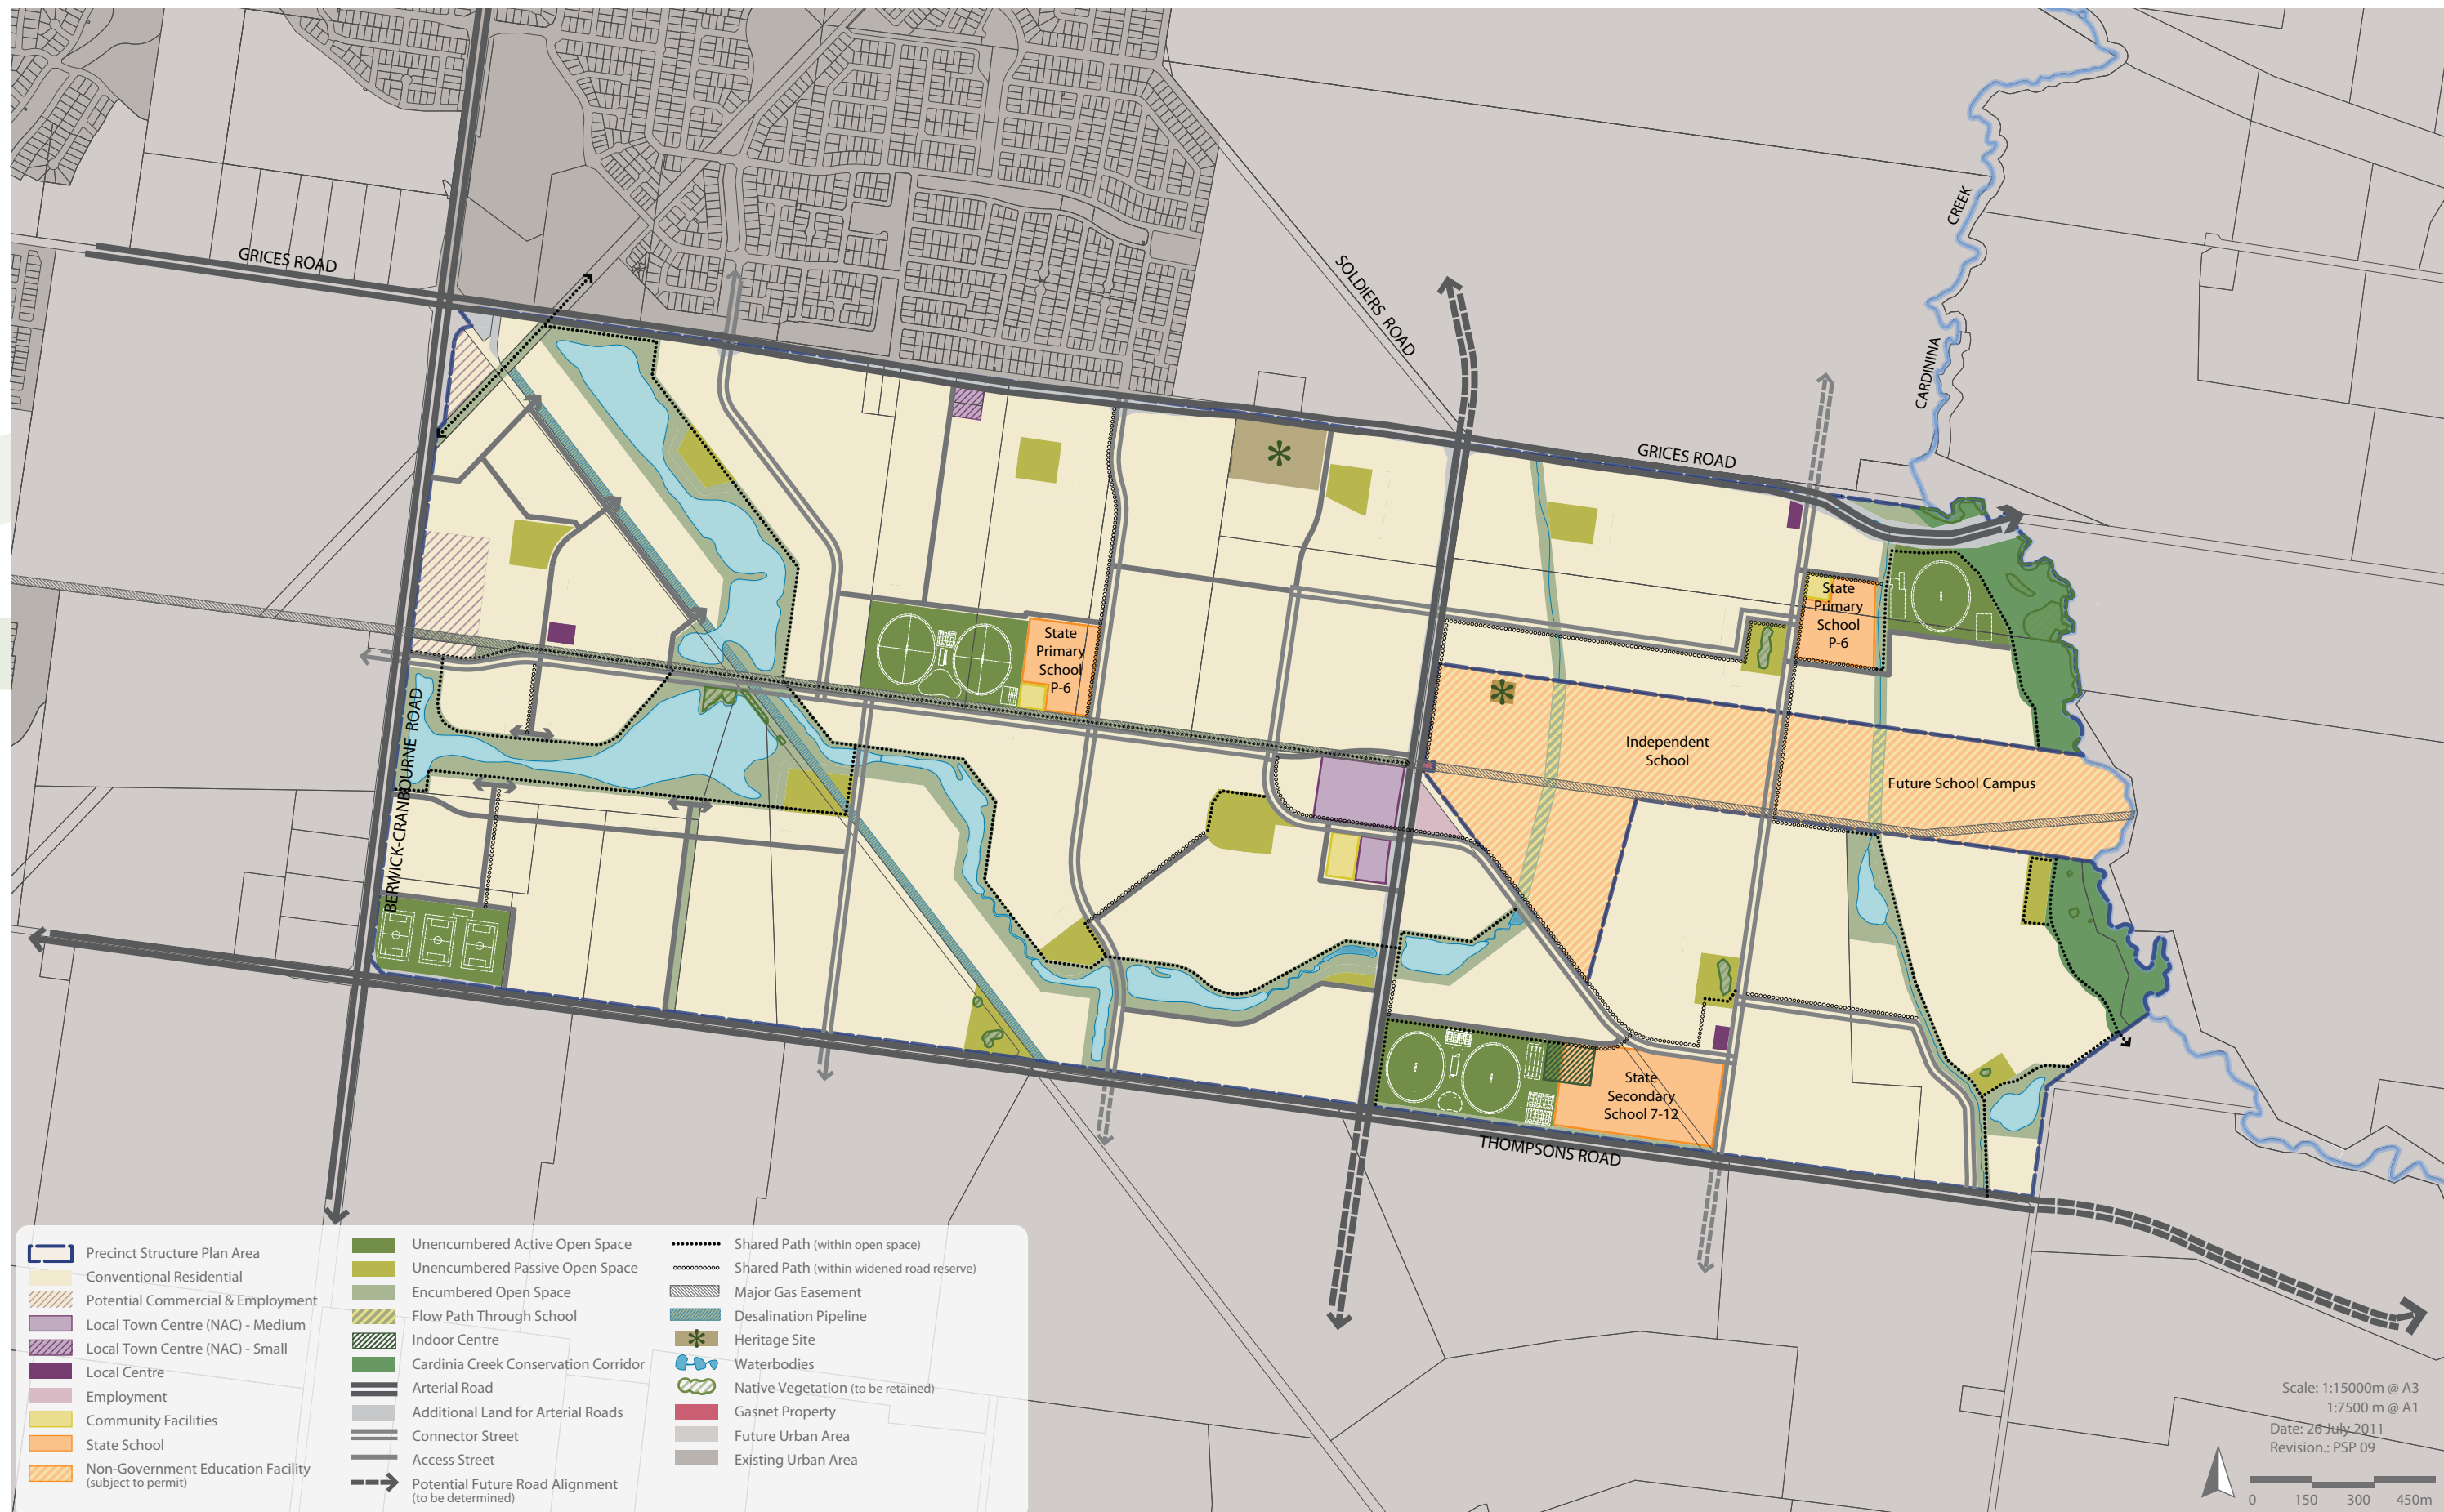 GRICES ROAD
SOLDIERS ROAD
CREEK
CARDINIA
GRICES ROAD
BERWICK-CRANBOURNE ROAD
THOMPSONS ROAD
State
Primary
School
P-6
State
Primary
School
P-6
Independent
School
Future School Campus
State
Secondary
School 7-12
Precinct Structure Plan Area
Conventional Residential
Potential Commercial & Employment
Local Town Centre (NAC) - Medium
Local Town Centre (NAC) - Small
Local Centre
Employment
Community Facilities
State School
Non-Government Education Facility
(subject to permit)
Unencumbered Active Open Space
Unencumbered Passive Open Space
Encumbered Open Space
Flow Path Through School
Indoor Centre
Cardinia Creek Conservation Corridor
Arterial Road
Additional Land for Arterial Roads
Connector Street
Access Street
Potential Future Road Alignment
(to be determined)
Shared Path (within open space)
Shared Path (within widened road reserve)
Major Gas Easement
Desalination Pipeline
Heritage Site
Waterbodies
Native Vegetation (to be retained)
Gasnet Property
Future Urban Area
Existing Urban Area
Scale: 1:15000m @ A3
1:7500 m @ A1
Date: 26 July 2011
Revision.: PSP 09
0 150 300 450m